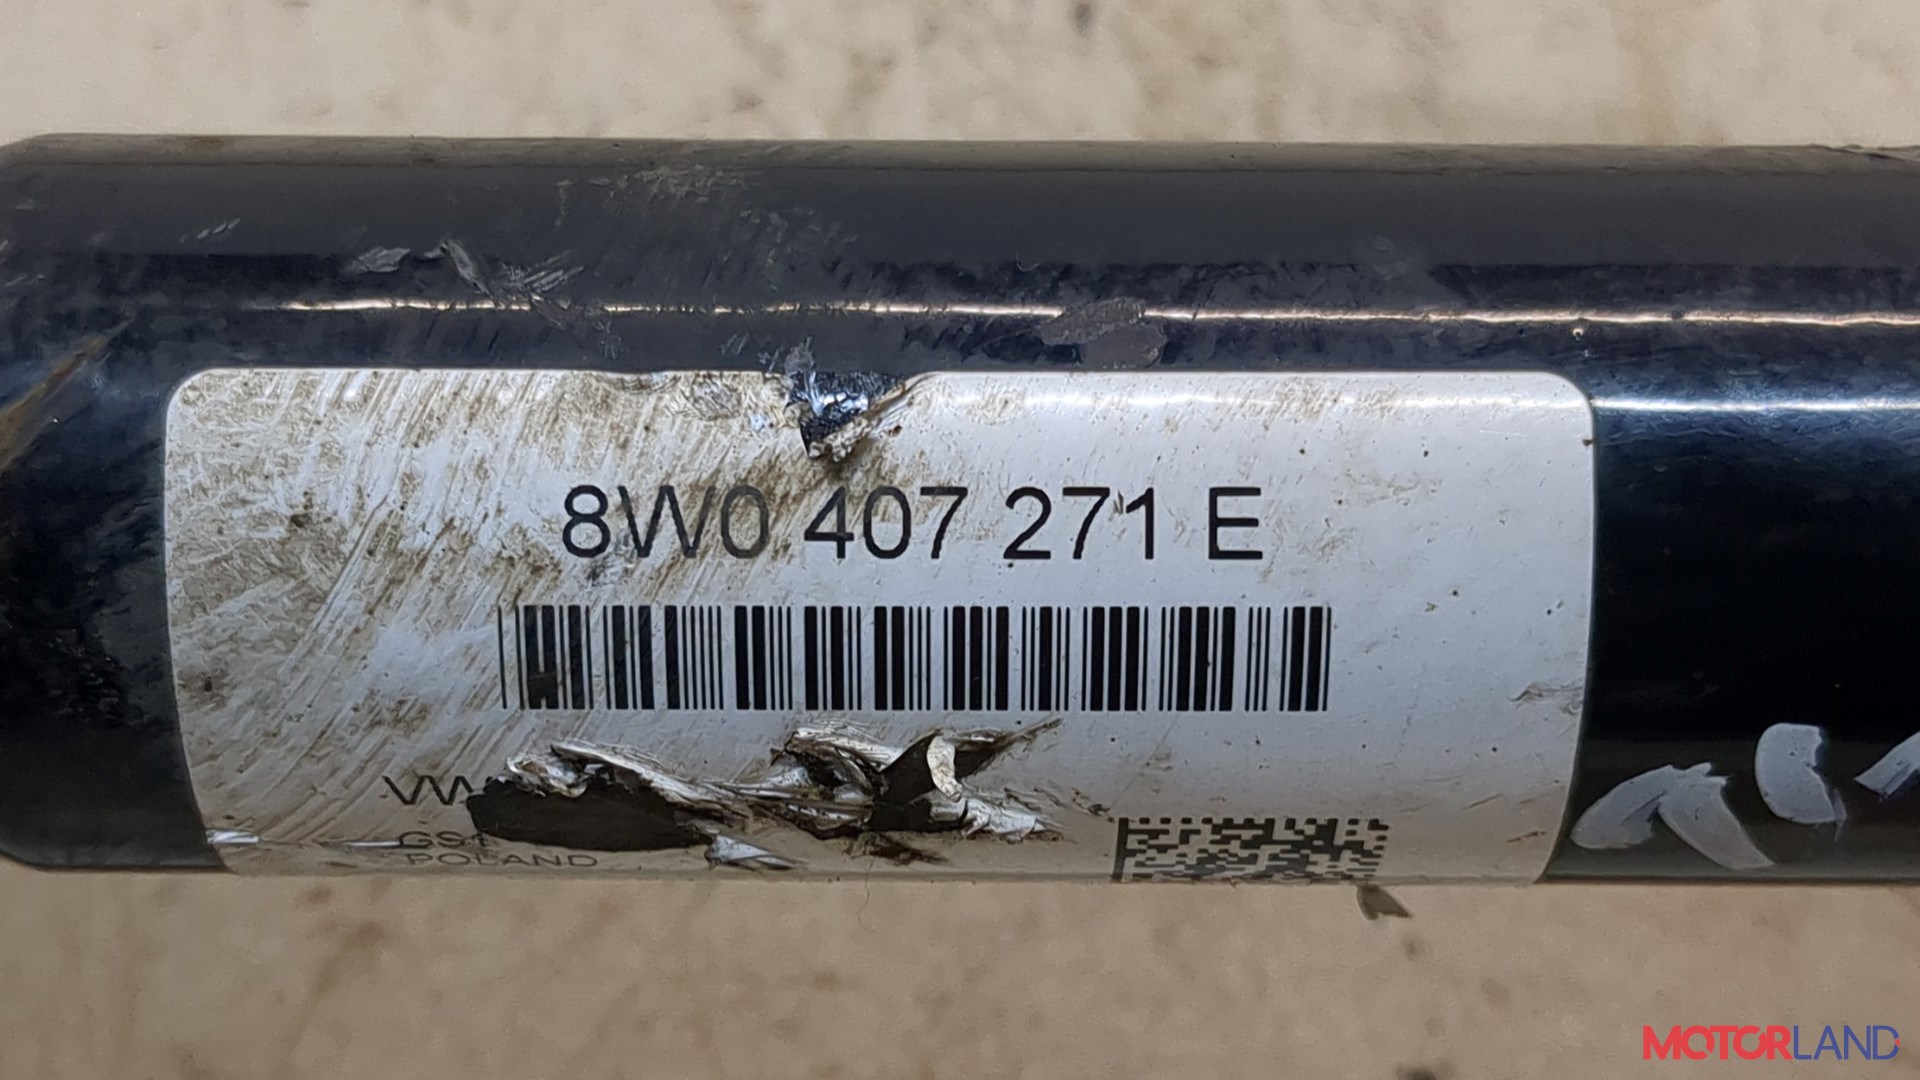 8W0 407 271 E
POLAND
MOTORLAND